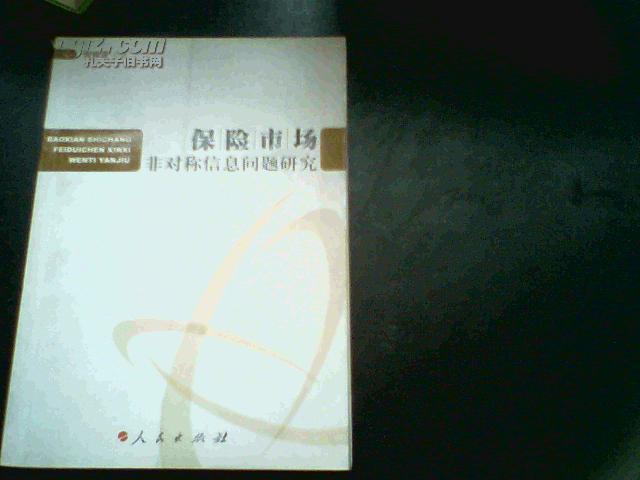 孔夫子旧书网
BAOXIAN SHICHANG
FEIDUICHEN XINXI
WENTI YANJIU
保险市场
非对称信息问题研究
人民出版社